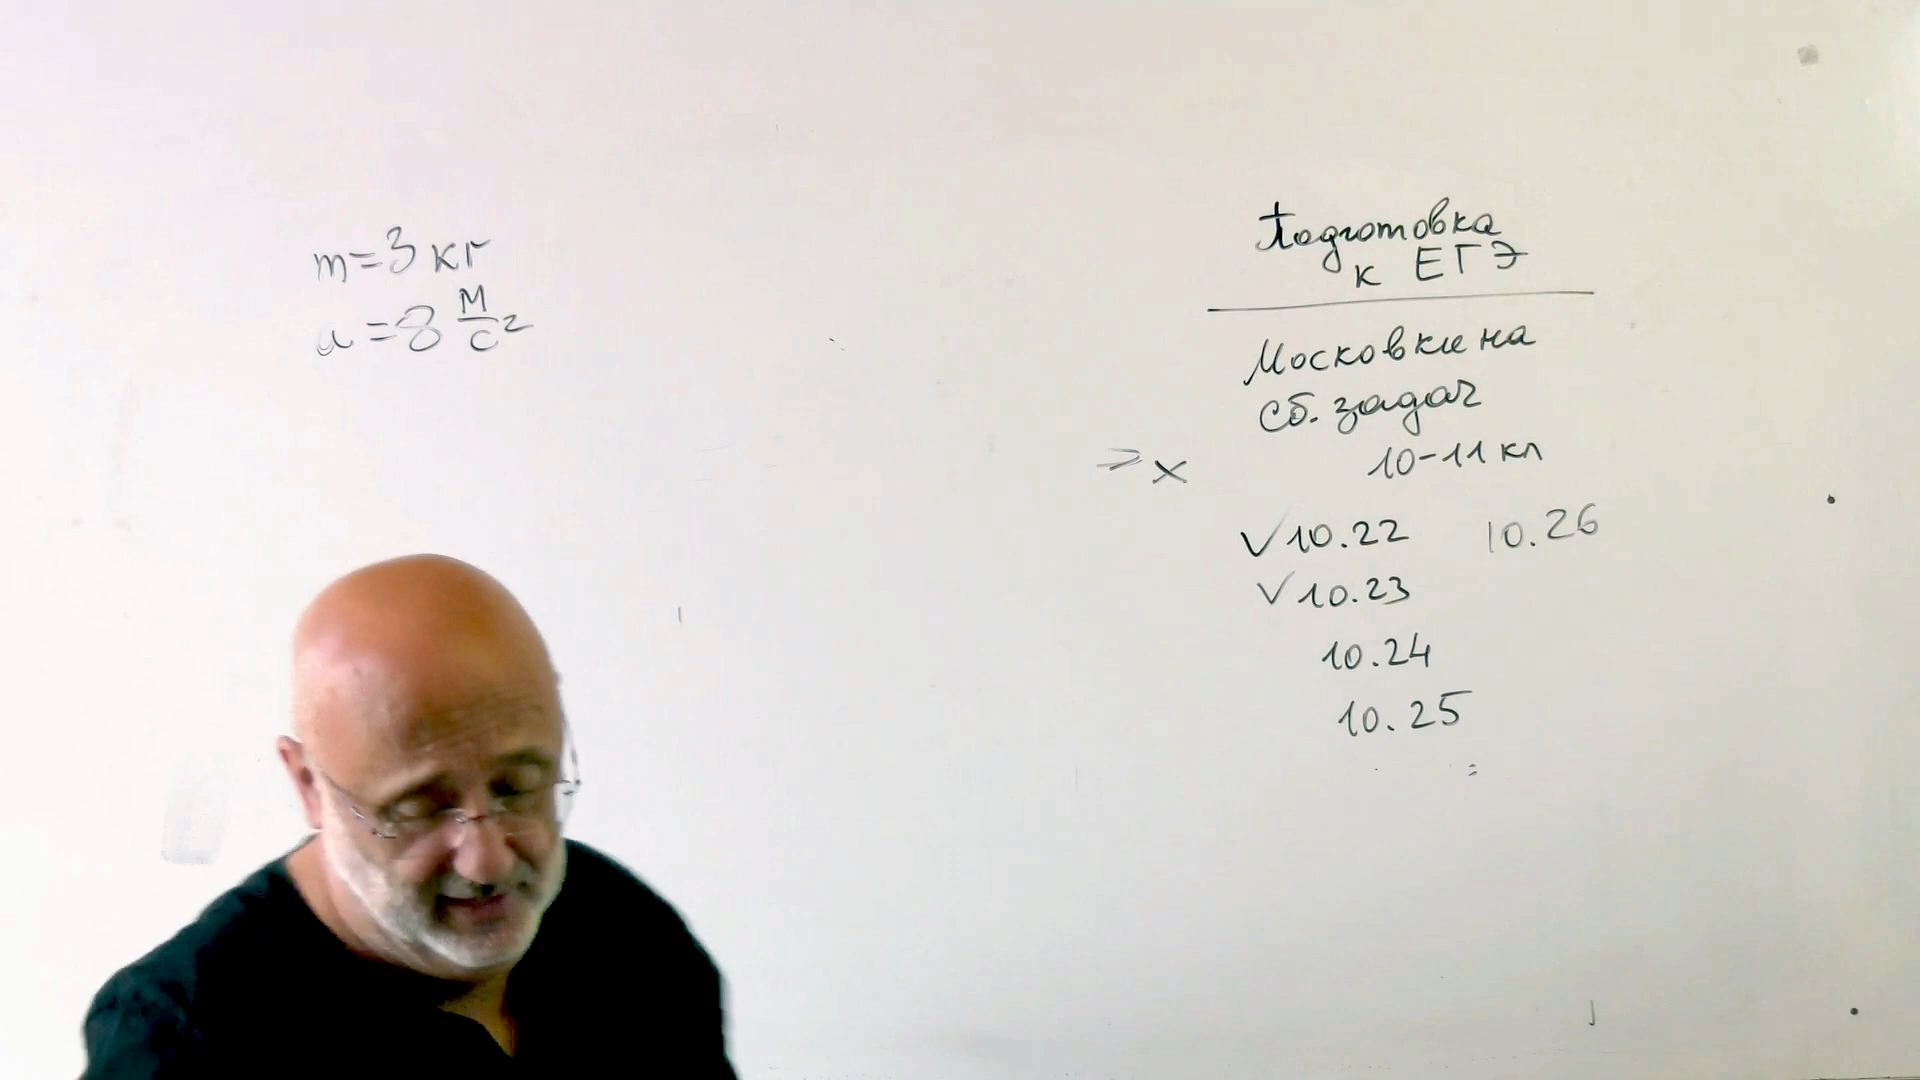 m=3 кг
a=8 м/с²
Подготовка
к ЕГЭ
Московкина
Сб. задач
10-11 кл
x
√10.22 10.26
√10.23
10.24
10.25